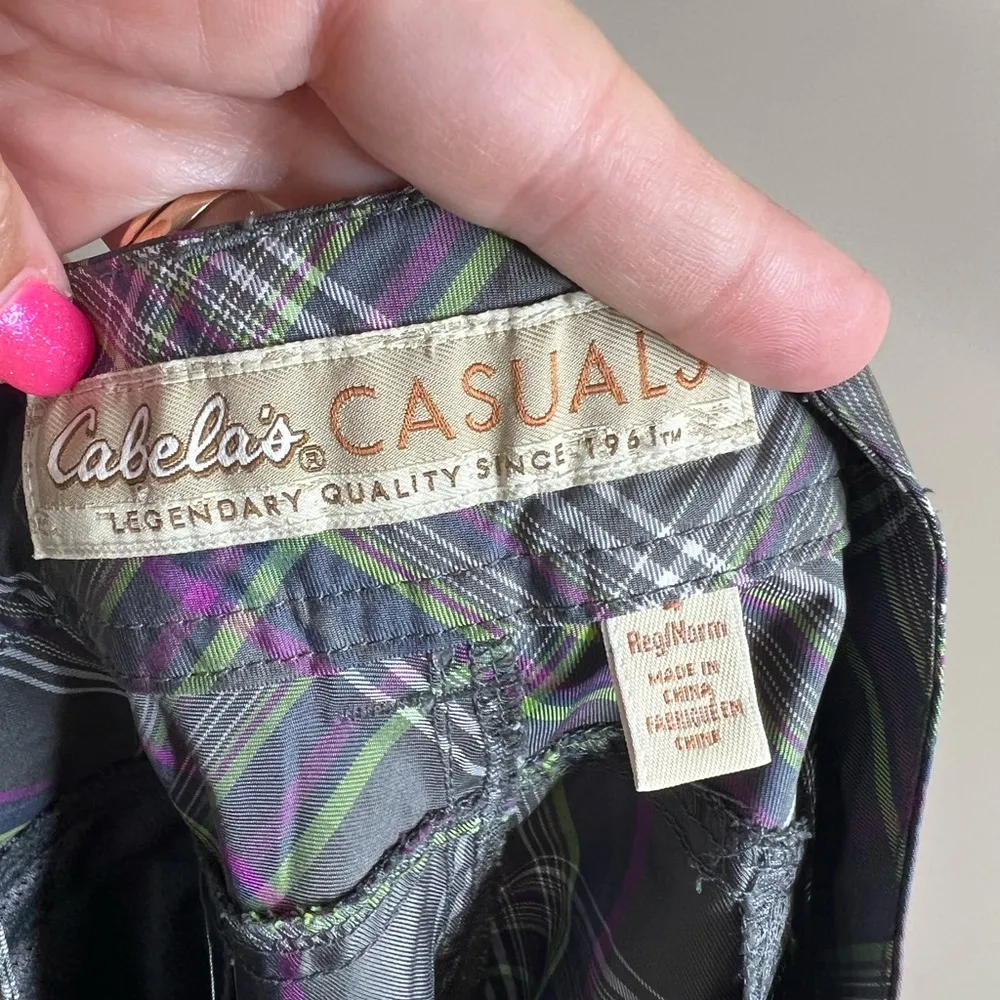 Cabela's® CASUALS
LEGENDARY QUALITY SINCE 1961™
Reg/Norm
MADE IN
CHINA
FABRIQUÉ EN
CHINE